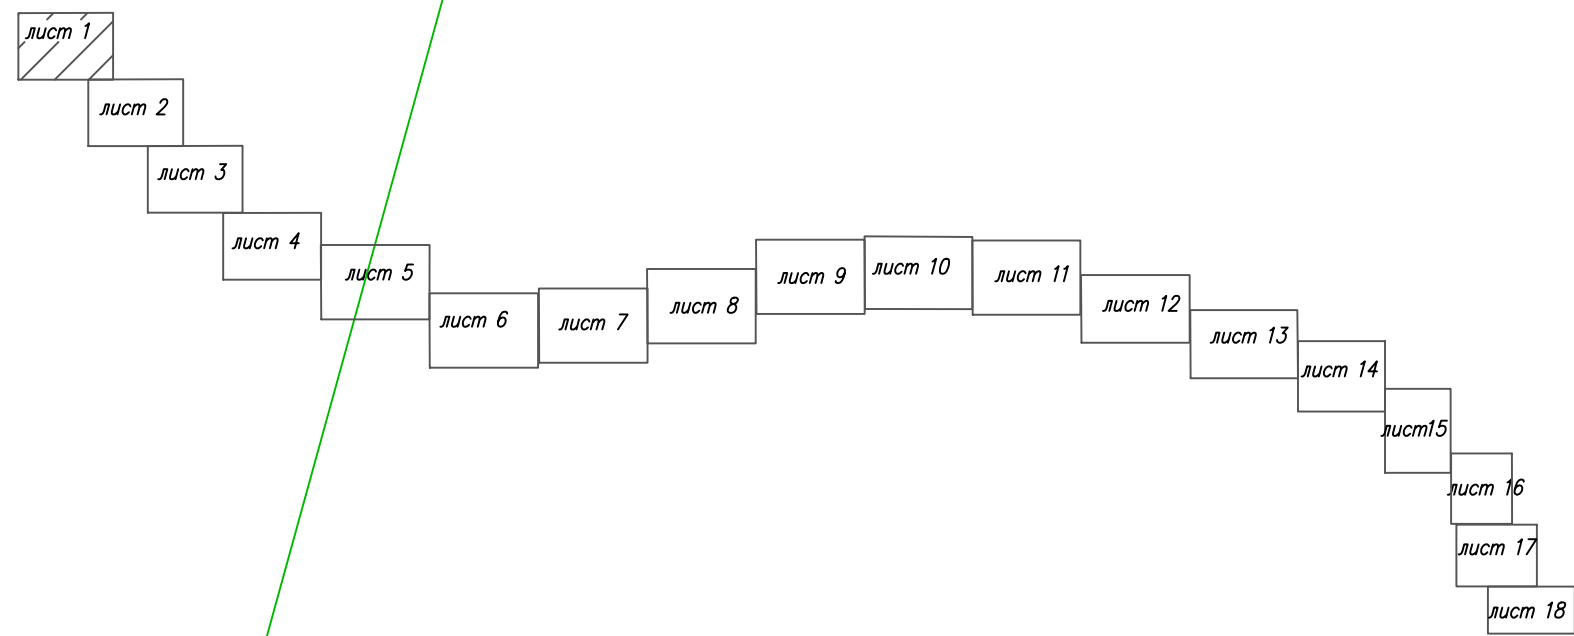 лист 1
лист 2
лист 3
лист 4
лист 5
лист 6
лист 7
лист 8
лист 9
лист 10
лист 11
лист 12
лист 13
лист 14
лист15
лист 16
лист 17
лист 18